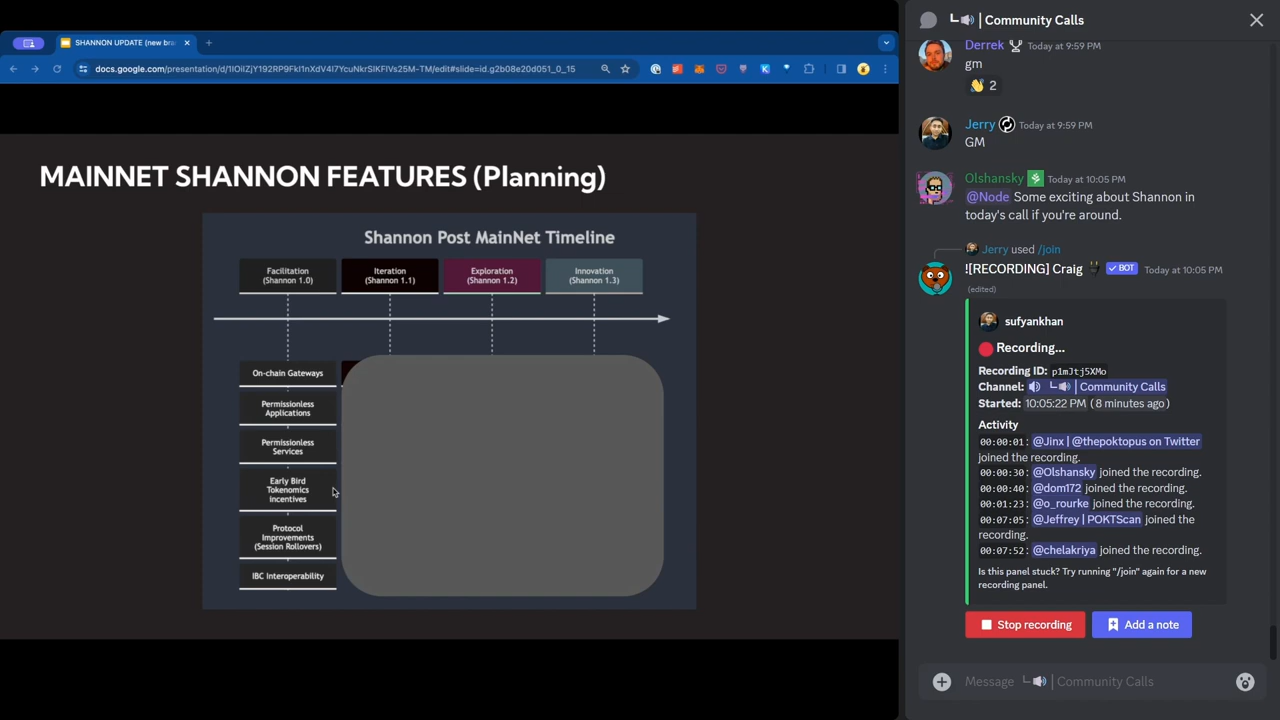 SHANNON UPDATE (new bra
docs.google.com/presentation/d/1IOiIZjY192RP9FkI1nXdV4I7YcuNkrSIKFIVs25M-TM/edit#slide=id.g2b08e20d051_0_15
MAINNET SHANNON FEATURES (Planning)
Shannon Post MainNet Timeline
Facilitation
(Shannon 1.0)
Iteration
(Shannon 1.1)
Exploration
(Shannon 1.2)
Innovation
(Shannon 1.3)
On-chain Gateways
Permissionless
Applications
Permissionless
Services
Early Bird
Tokenomics
Incentives
Protocol
Improvements
(Session Rollovers)
IBC Interoperability
Community Calls
Derrek Today at 9:59 PM
gm
2
Jerry Today at 9:59 PM
GM
Olshansky Today at 10:05 PM
@Node Some exciting about Shannon in
today's call if you're around.
Jerry used /join
![RECORDING] Craig BOT Today at 10:05 PM
(edited)
sufyankhan
Recording...
Recording ID: p1mJtj5XMo
Channel: Community Calls
Started: 10:05:22 PM (8 minutes ago)
Activity
00:00:01: @Jinx | @thepoktopus on Twitter
joined the recording.
00:00:30: @Olshansky joined the recording.
00:00:40: @dom172 joined the recording.
00:01:23: @o_rourke joined the recording.
00:07:05: @Jeffrey | POKTScan joined the
recording.
00:07:52: @chelakriya joined the recording.
Is this panel stuck? Try running "/join" again for a new
recording panel.
Stop recording
Add a note
Message Community Calls